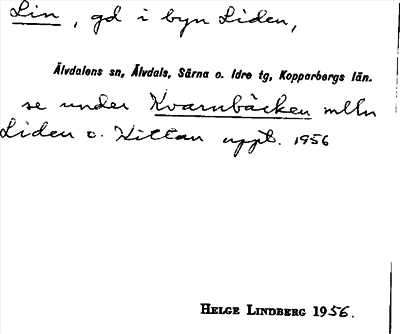 Lin, gd i byn Liden,
Älvdalens sn, Älvdals, Särna o. Idre tg, Kopparbergs län.
se under Kvarnbäcken mlln
Liden o. Kittan uppt. 1956
HELGE LINDBERG 1956.